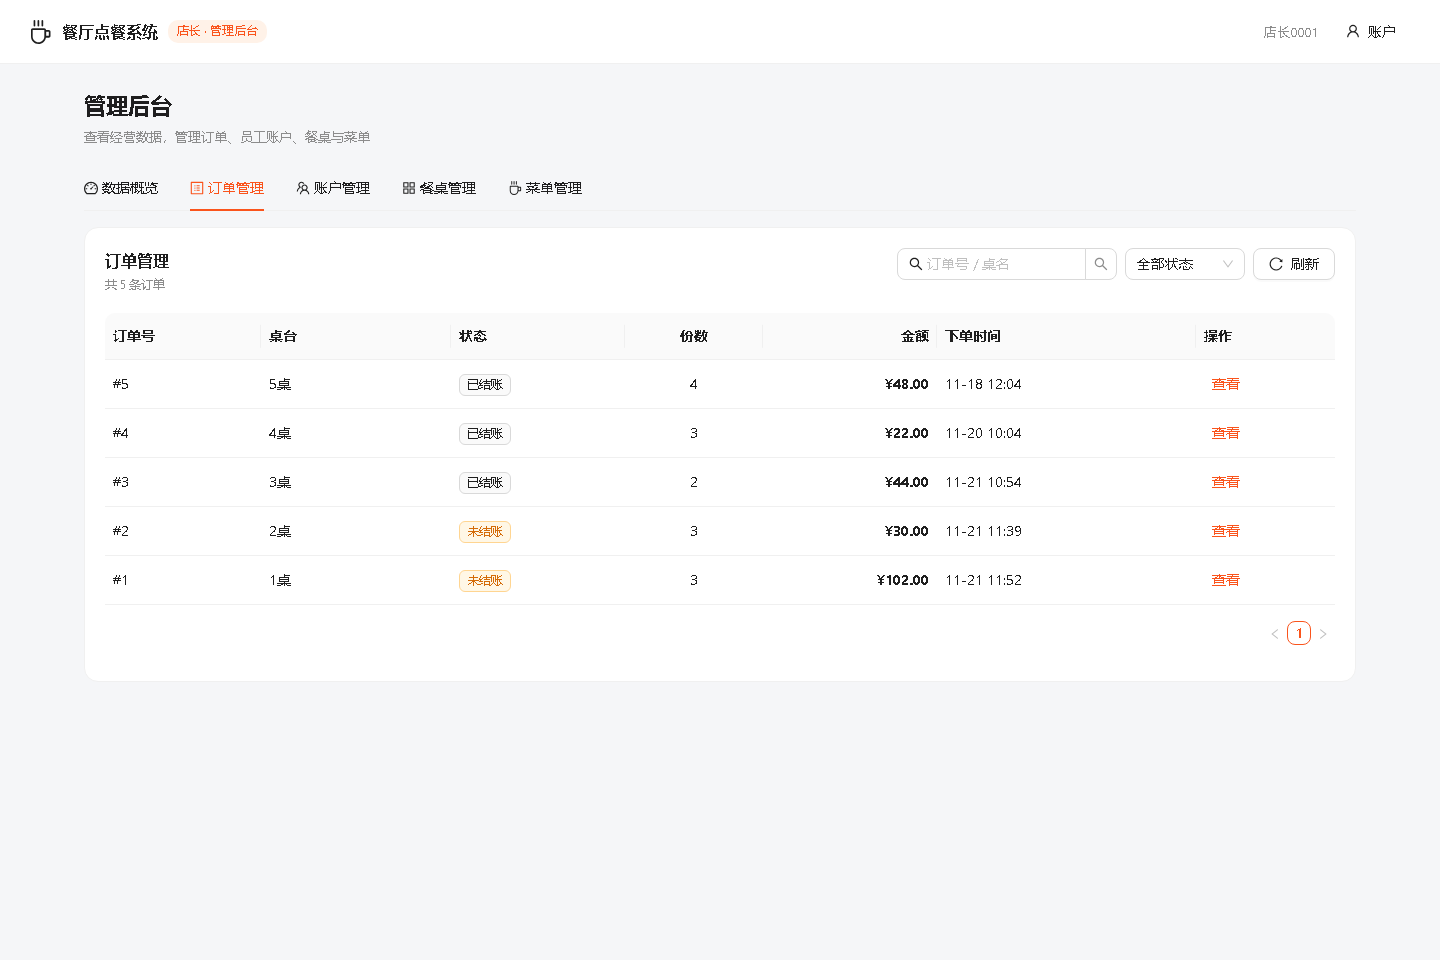 餐厅点餐系统 店长 · 管理后台 店长0001 账户
管理后台
查看经营数据，管理订单、员工账户、餐桌与菜单
数据概览 订单管理 账户管理 餐桌管理 菜单管理
订单管理
共 5 条订单
订单号 / 桌名 全部状态 刷新
订单号 桌台 状态 份数 金额 下单时间 操作
#5 5桌 已结账 4 ¥48.00 11-18 12:04 查看
#4 4桌 已结账 3 ¥22.00 11-20 10:04 查看
#3 3桌 已结账 2 ¥44.00 11-21 10:54 查看
#2 2桌 未结账 3 ¥30.00 11-21 11:39 查看
#1 1桌 未结账 3 ¥102.00 11-21 11:52 查看
1